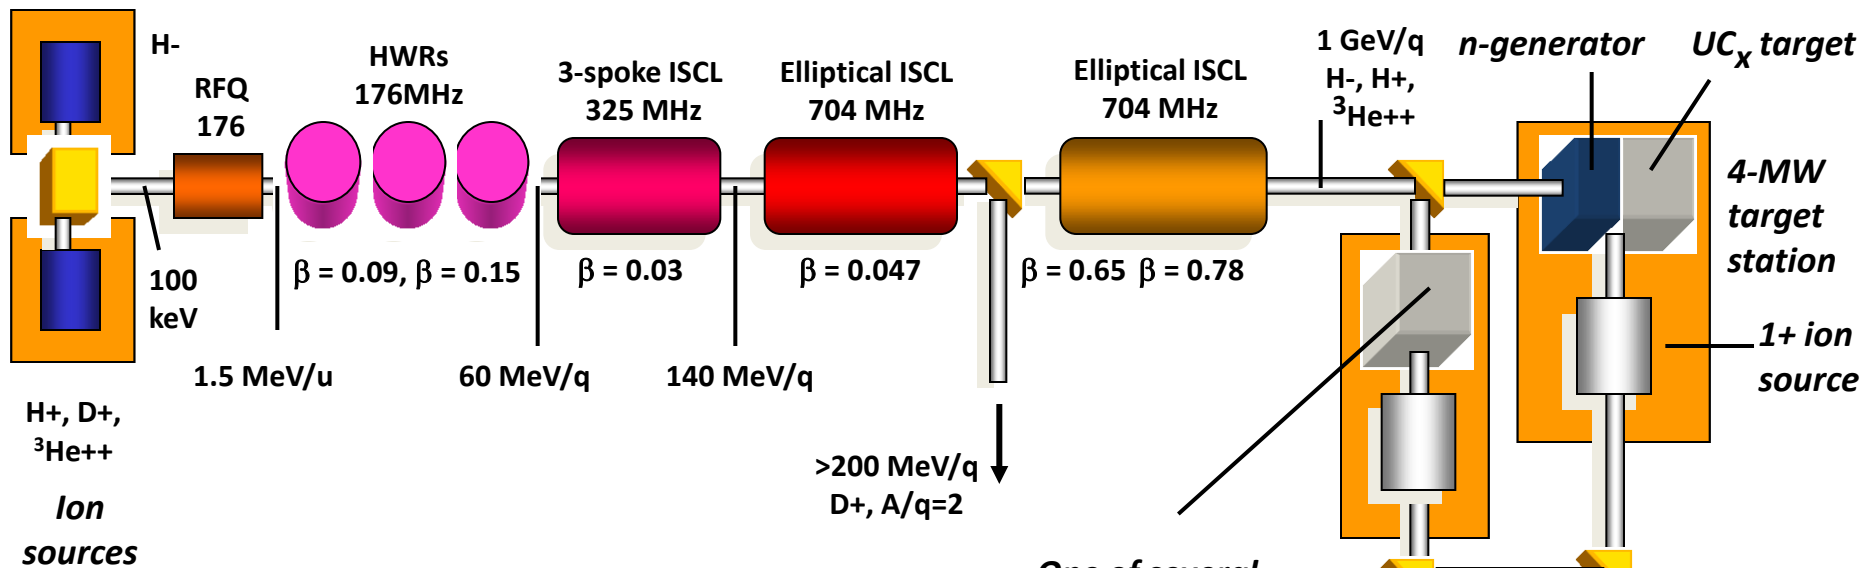 H-
RFQ
176
HWRs
176MHz
3-spoke ISCL
325 MHz
Elliptical ISCL
704 MHz
Elliptical ISCL
704 MHz
1 GeV/q
H-, H+,
³He++
n-generator
UCₓ target
4-MW
target
station
1+ ion
source
β = 0.09, β = 0.15
β = 0.03
β = 0.047
β = 0.65 β = 0.78
100
keV
1.5 MeV/u
60 MeV/q
140 MeV/q
H+, D+,
³He++
Ion
sources
>200 MeV/q
D+, A/q=2
One of several